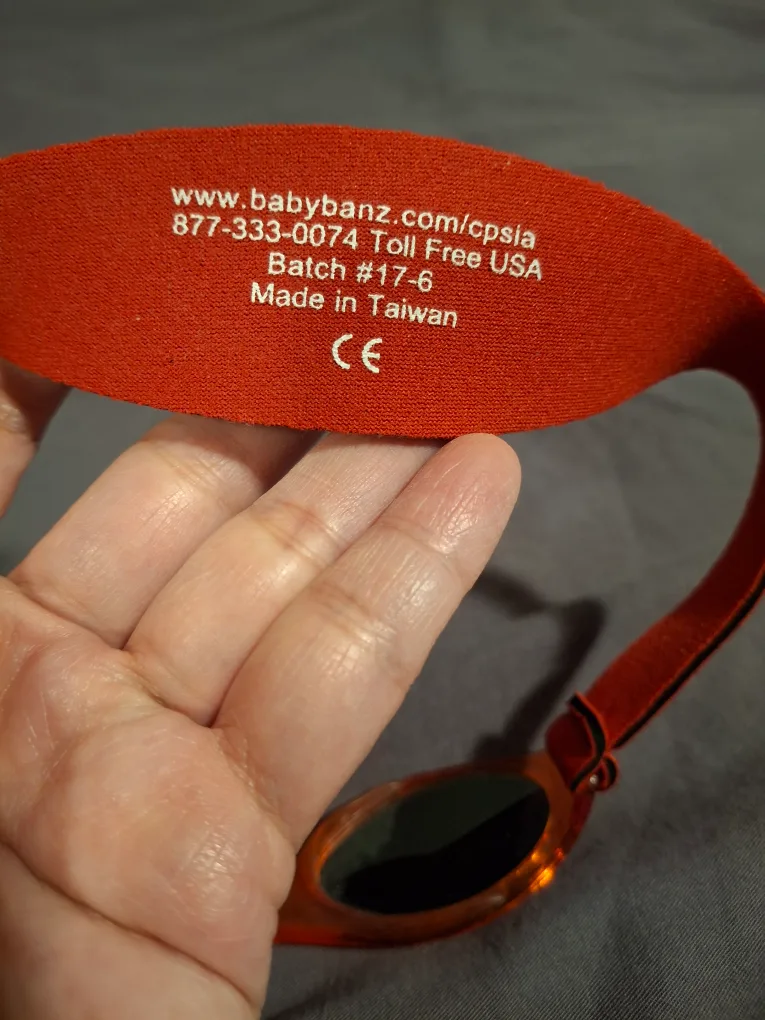 www.babybanz.com/cpsia
877-333-0074 Toll Free USA
Batch #17-6
Made in Taiwan
CE